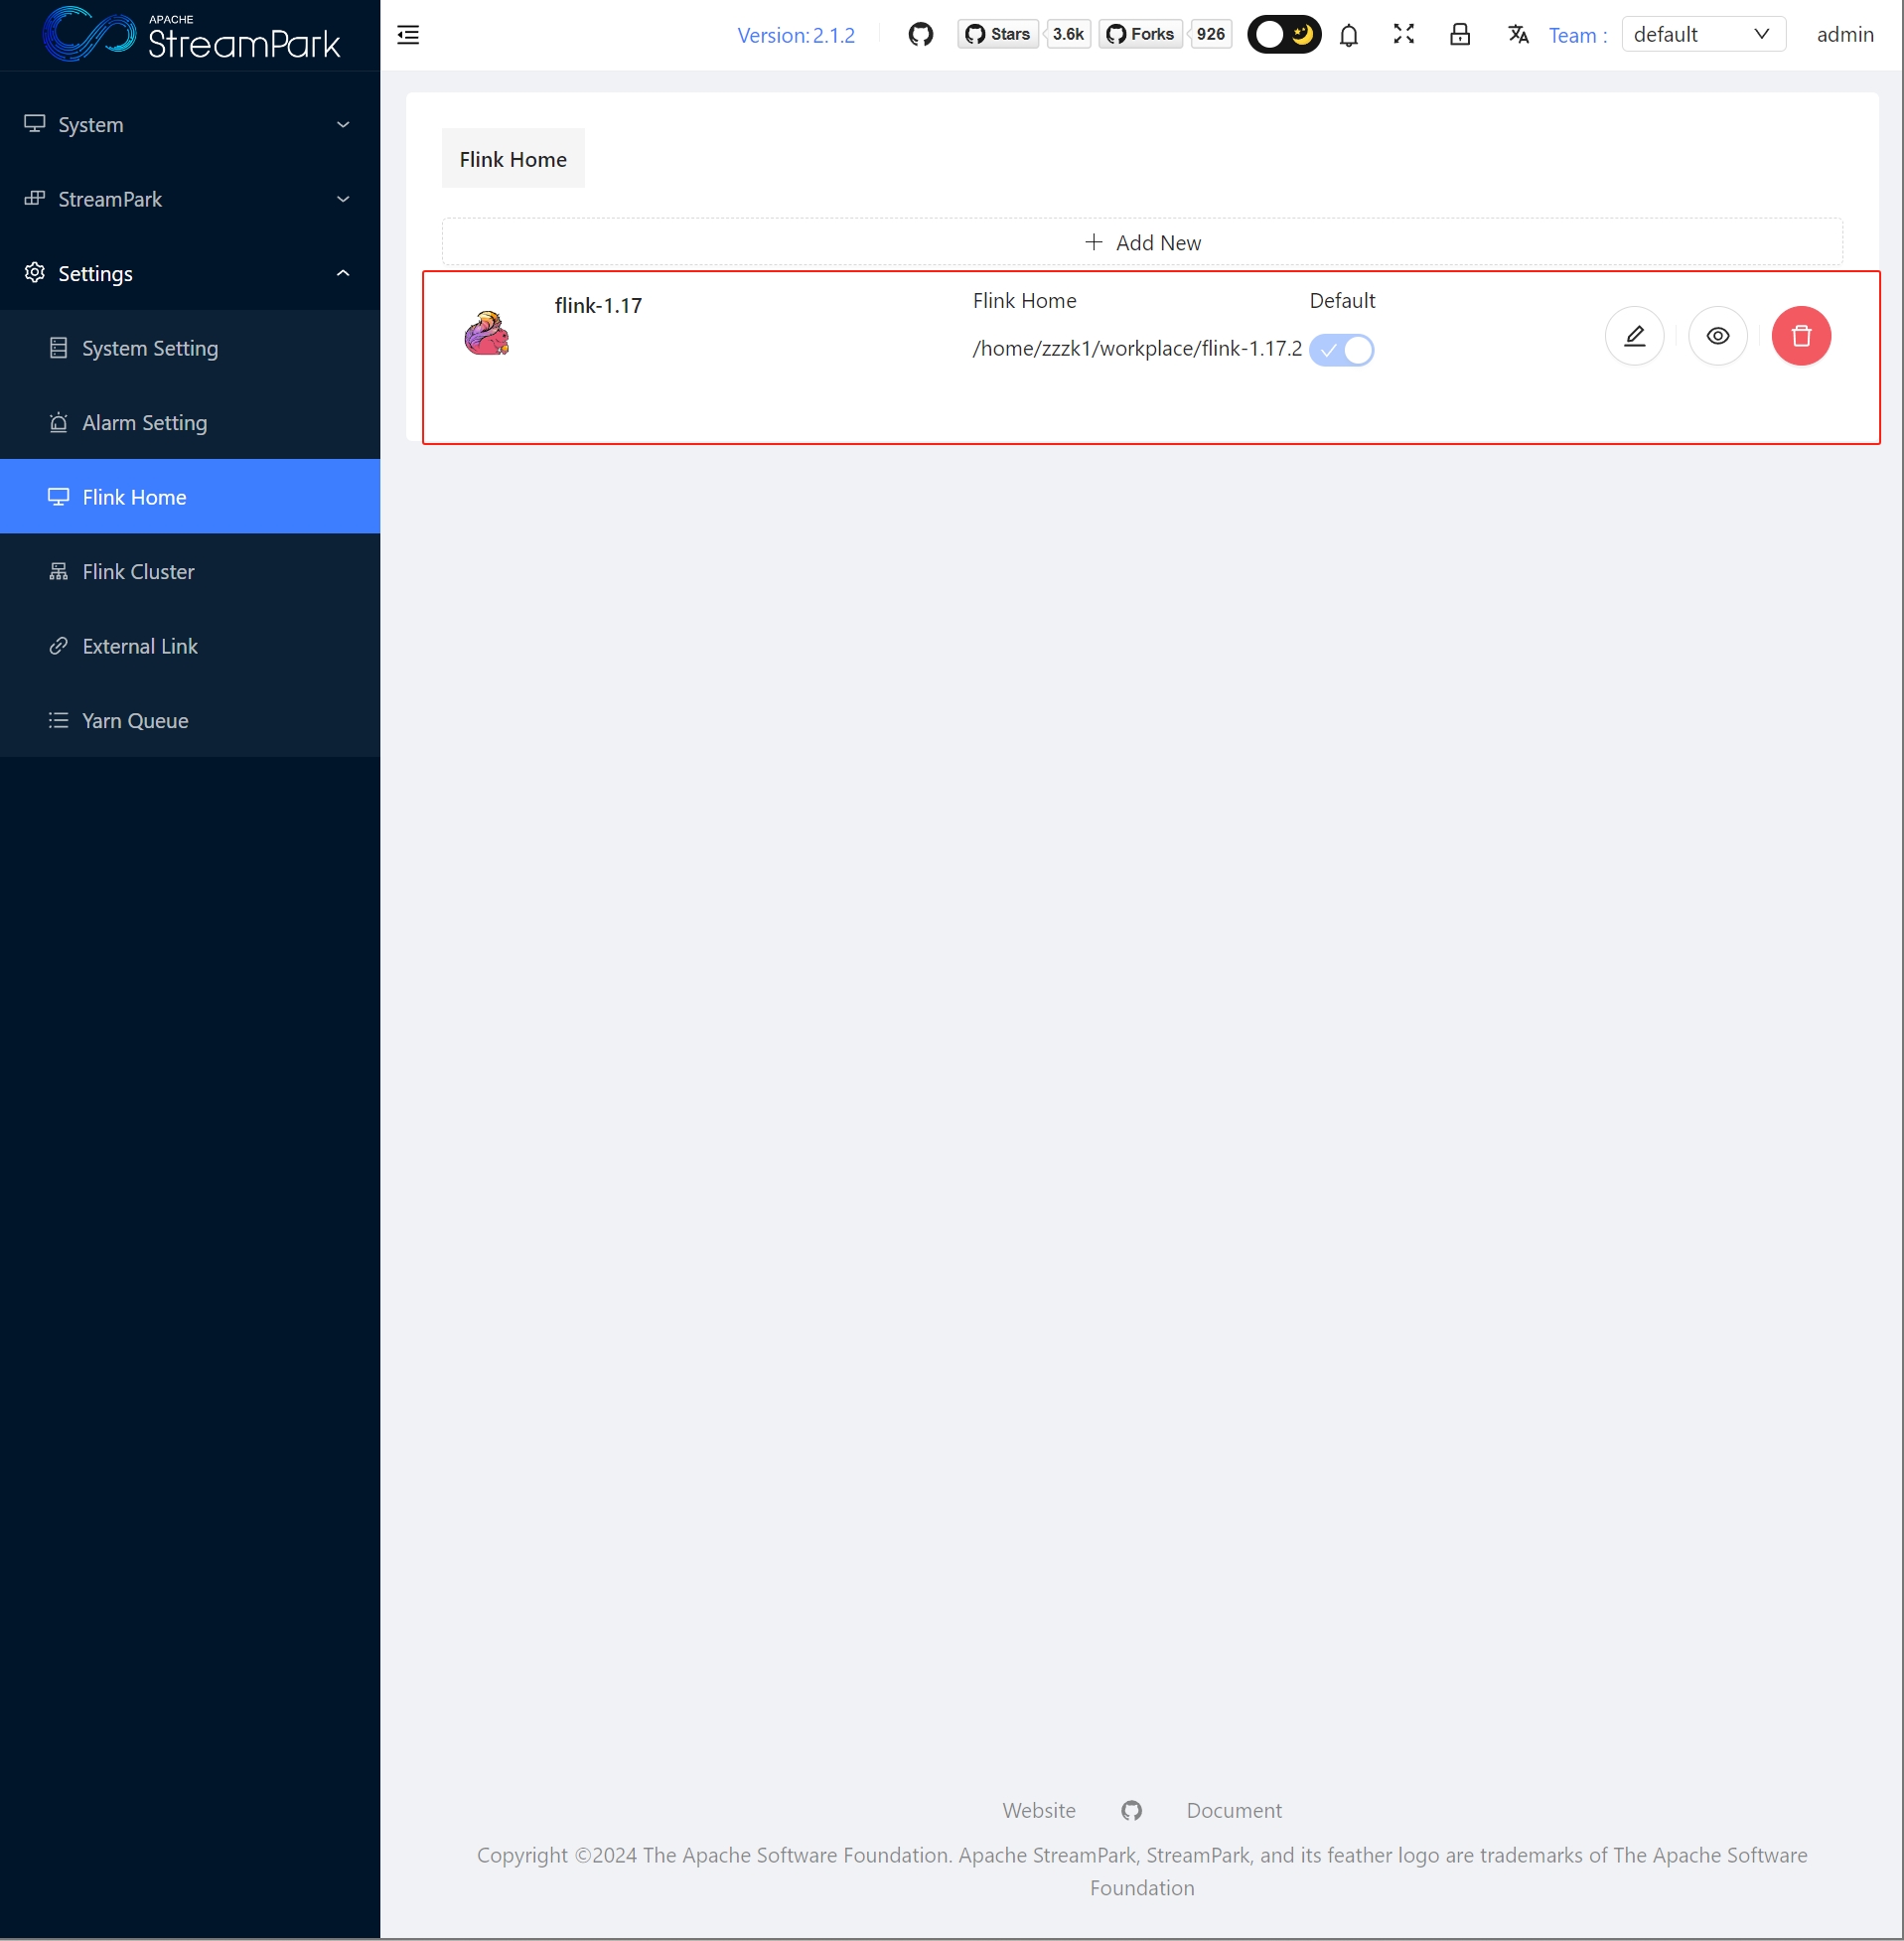 APACHE
StreamPark
Version: 2.1.2
Stars
3.6k
Forks
926
Team :
default
admin
System
StreamPark
Settings
System Setting
Alarm Setting
Flink Home
Flink Cluster
External Link
Yarn Queue
Flink Home
Add New
flink-1.17
Flink Home
Default
/home/zzzk1/workplace/flink-1.17.2
Website
Document
Copyright ©2024 The Apache Software Foundation. Apache StreamPark, StreamPark, and its feather logo are trademarks of The Apache Software
Foundation